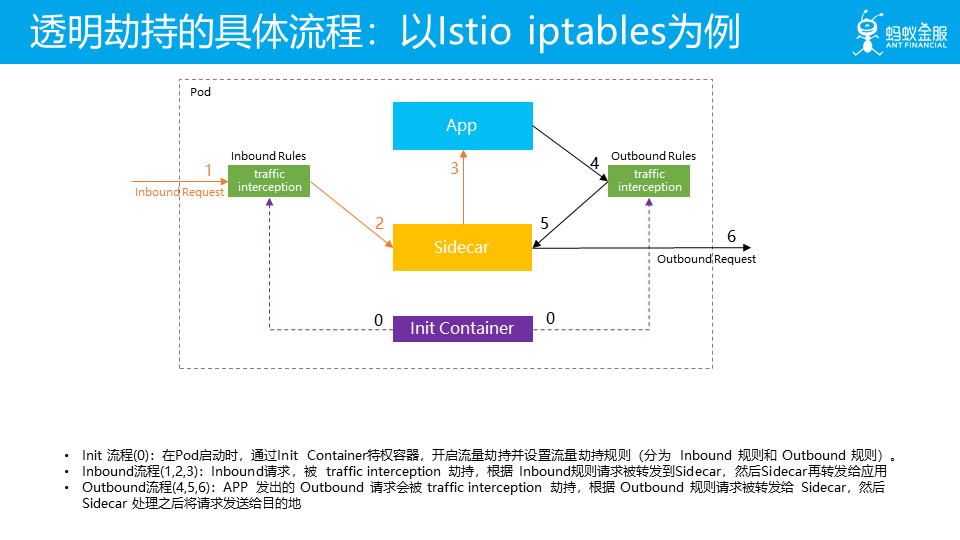 透明劫持的具体流程：以Istio iptables为例
蚂蚁金服
ANT FINANCIAL
Pod
App
Inbound Rules
Outbound Rules
traffic
interception
traffic
interception
1
Inbound Request
2
3
4
5
6
Outbound Request
Sidecar
0
0
Init Container
• Init 流程(0)：在Pod启动时，通过Init Container特权容器，开启流量劫持并设置流量劫持规则（分为 Inbound 规则和 Outbound 规则）。
• Inbound流程(1,2,3)：Inbound请求，被 traffic interception 劫持，根据 Inbound规则请求被转发到Sidecar，然后Sidecar再转发给应用
• Outbound流程(4,5,6)：APP 发出的 Outbound 请求会被 traffic interception 劫持，根据 Outbound 规则请求被转发给 Sidecar，然后
Sidecar 处理之后将请求发送给目的地